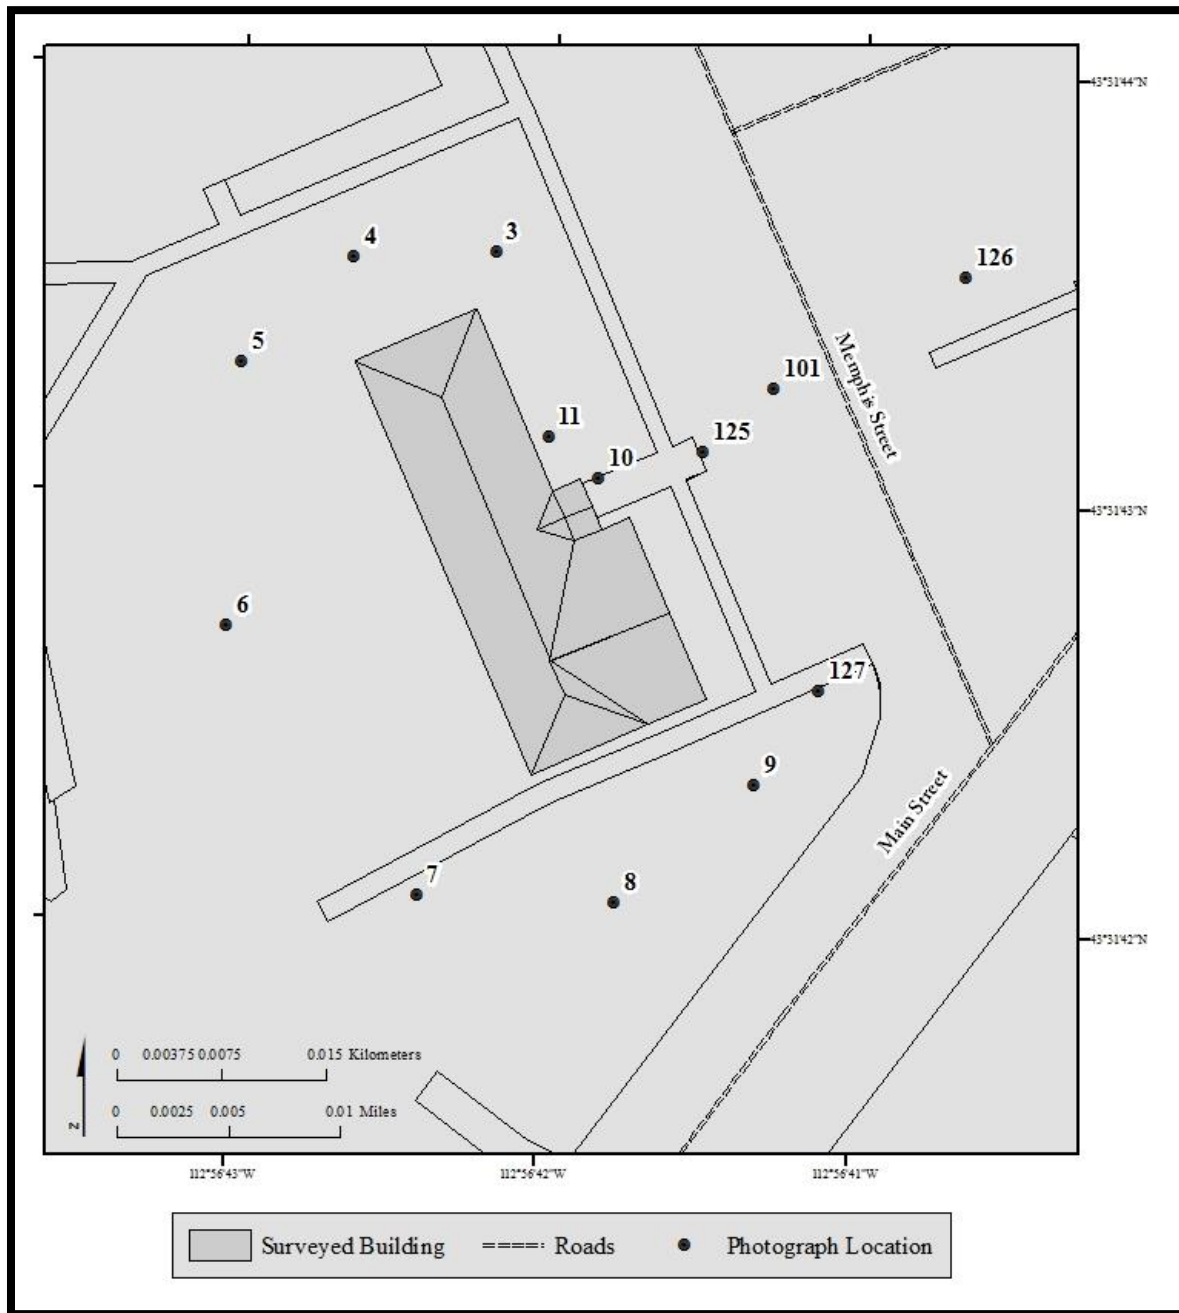 43°31'44"N
4
3
126
5
Memphis Street
101
11
125
10
43°31'43"N
6
127
9
Main Street
7
8
43°31'42"N
0 0.00375 0.0075 0.015 Kilometers
0 0.0025 0.005 0.01 Miles
N
112°56'43"W 112°56'42"W 112°56'41"W
Surveyed Building Roads Photograph Location